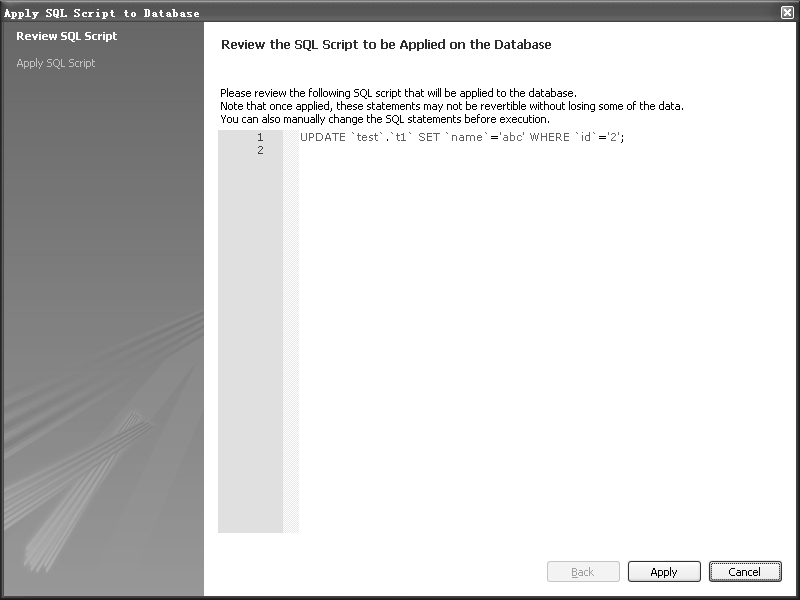 Apply SQL Script to Database
Review SQL Script
Apply SQL Script
Review the SQL Script to be Applied on the Database
Please review the following SQL script that will be applied to the database.
Note that once applied, these statements may not be revertible without losing some of the data.
You can also manually change the SQL statements before execution.
1 UPDATE `test`.`t1` SET `name`='abc' WHERE `id`='2';
2
Back Apply Cancel